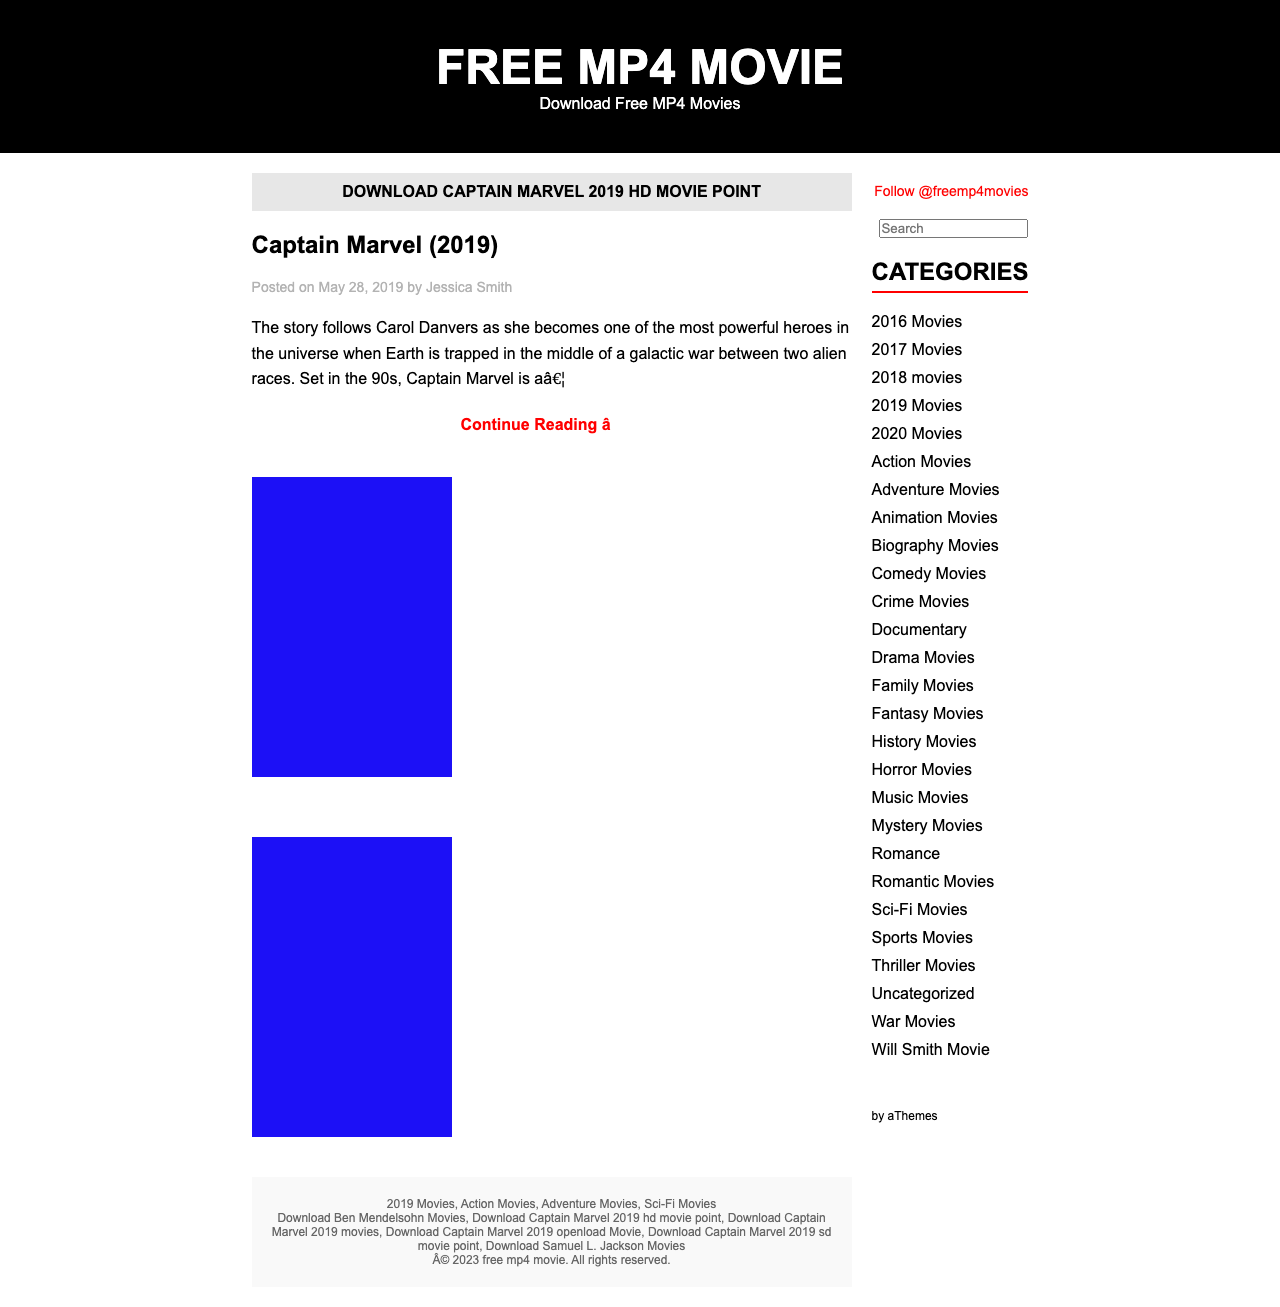 FREE MP4 MOVIE
Download Free MP4 Movies
DOWNLOAD CAPTAIN MARVEL 2019 HD MOVIE POINT
Captain Marvel (2019)
Posted on May 28, 2019 by Jessica Smith
The story follows Carol Danvers as she becomes one of the most powerful heroes in
the universe when Earth is trapped in the middle of a galactic war between two alien
races. Set in the 90s, Captain Marvel is aâ€¦
Continue Reading â
2019 Movies, Action Movies, Adventure Movies, Sci-Fi Movies
Download Ben Mendelsohn Movies, Download Captain Marvel 2019 hd movie point, Download Captain
Marvel 2019 movies, Download Captain Marvel 2019 openload Movie, Download Captain Marvel 2019 sd
movie point, Download Samuel L. Jackson Movies
Â© 2023 free mp4 movie. All rights reserved.
Follow @freemp4movies
Search
CATEGORIES
2016 Movies
2017 Movies
2018 movies
2019 Movies
2020 Movies
Action Movies
Adventure Movies
Animation Movies
Biography Movies
Comedy Movies
Crime Movies
Documentary
Drama Movies
Family Movies
Fantasy Movies
History Movies
Horror Movies
Music Movies
Mystery Movies
Romance
Romantic Movies
Sci-Fi Movies
Sports Movies
Thriller Movies
Uncategorized
War Movies
Will Smith Movie
by aThemes